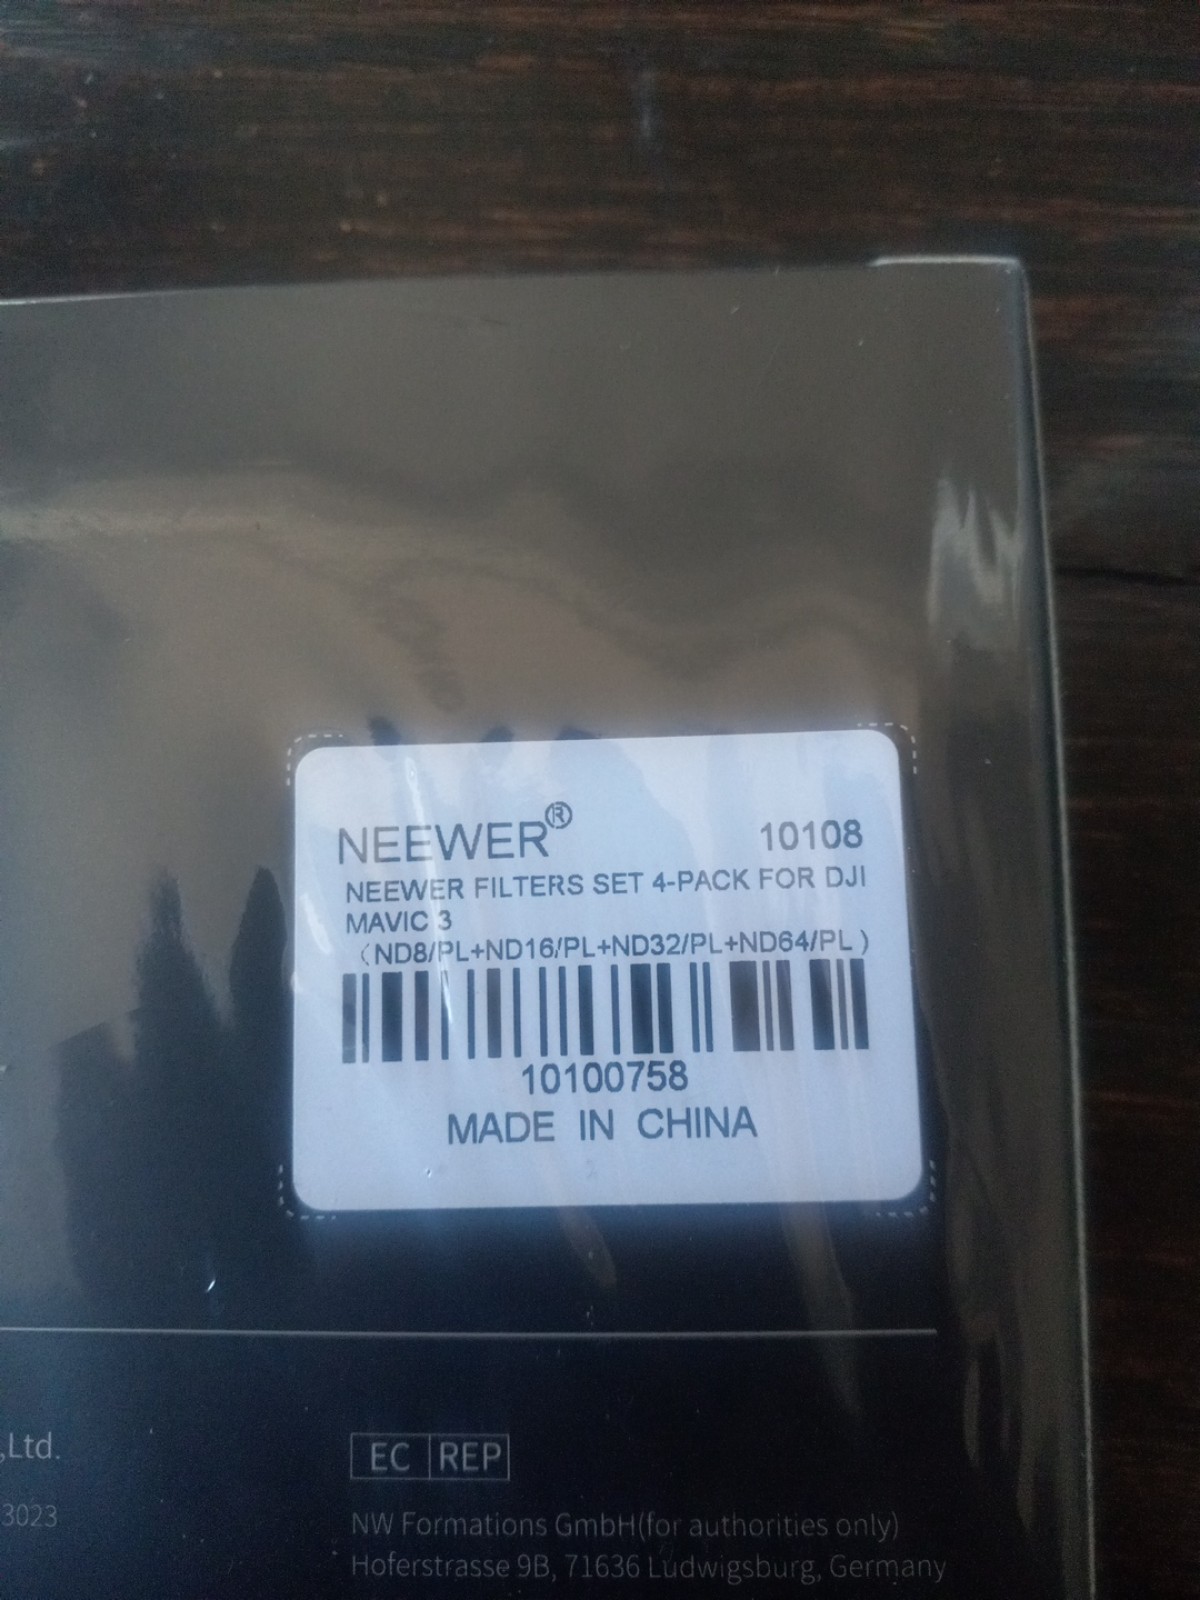 NEEWER® 10108
NEEWER FILTERS SET 4-PACK FOR DJI
MAVIC 3
(ND8/PL+ND16/PL+ND32/PL+ND64/PL)
10100758
MADE IN CHINA
,Ltd.
EC REP
3023
NW Formations GmbH(for authorities only)
Hoferstrasse 9B, 71636 Ludwigsburg, Germany